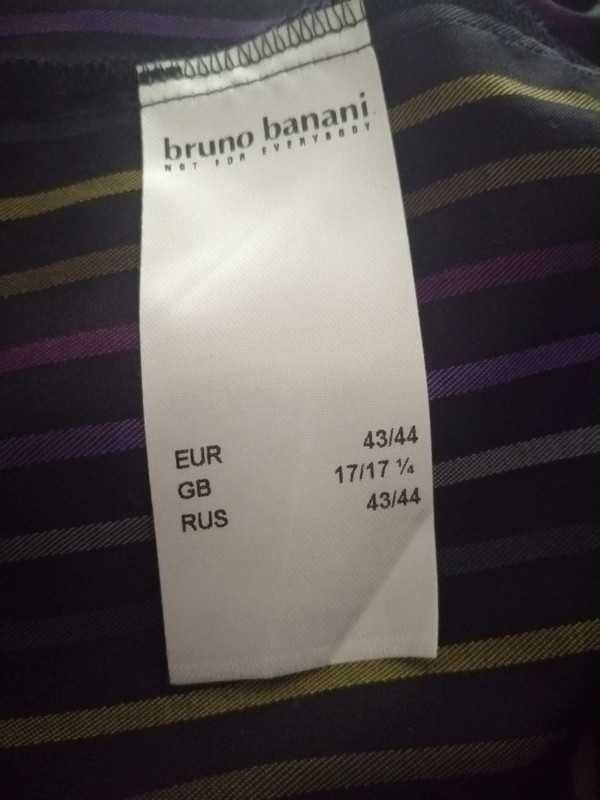 bruno banani
NOT FOR EVERYBODY
EUR 43/44
GB 17/17 ¼
RUS 43/44